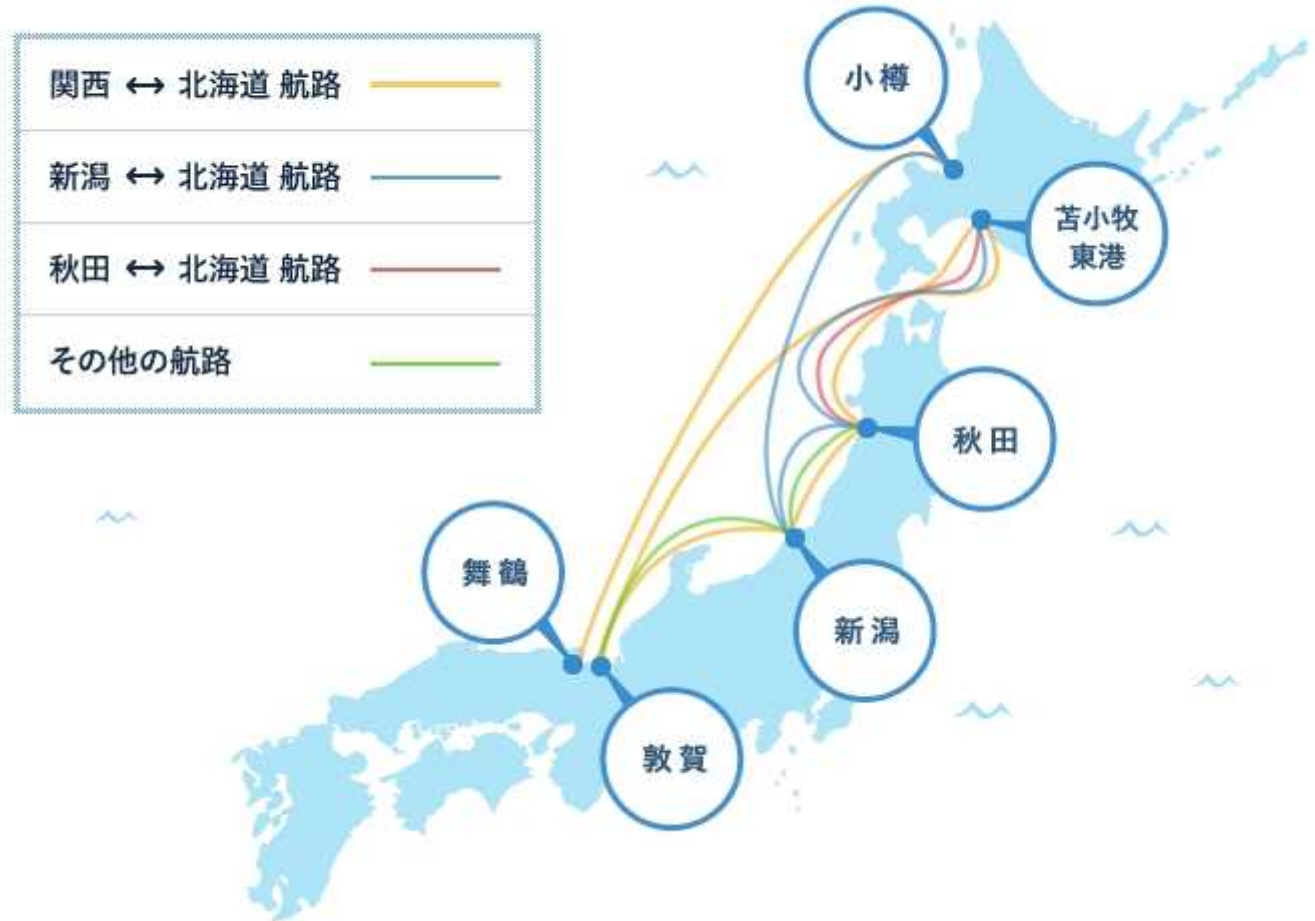 関西 ↔ 北海道 航路
新潟 ↔ 北海道 航路
秋田 ↔ 北海道 航路
その他の航路
小樽
苫小牧
東港
秋田
舞鶴
新潟
敦賀